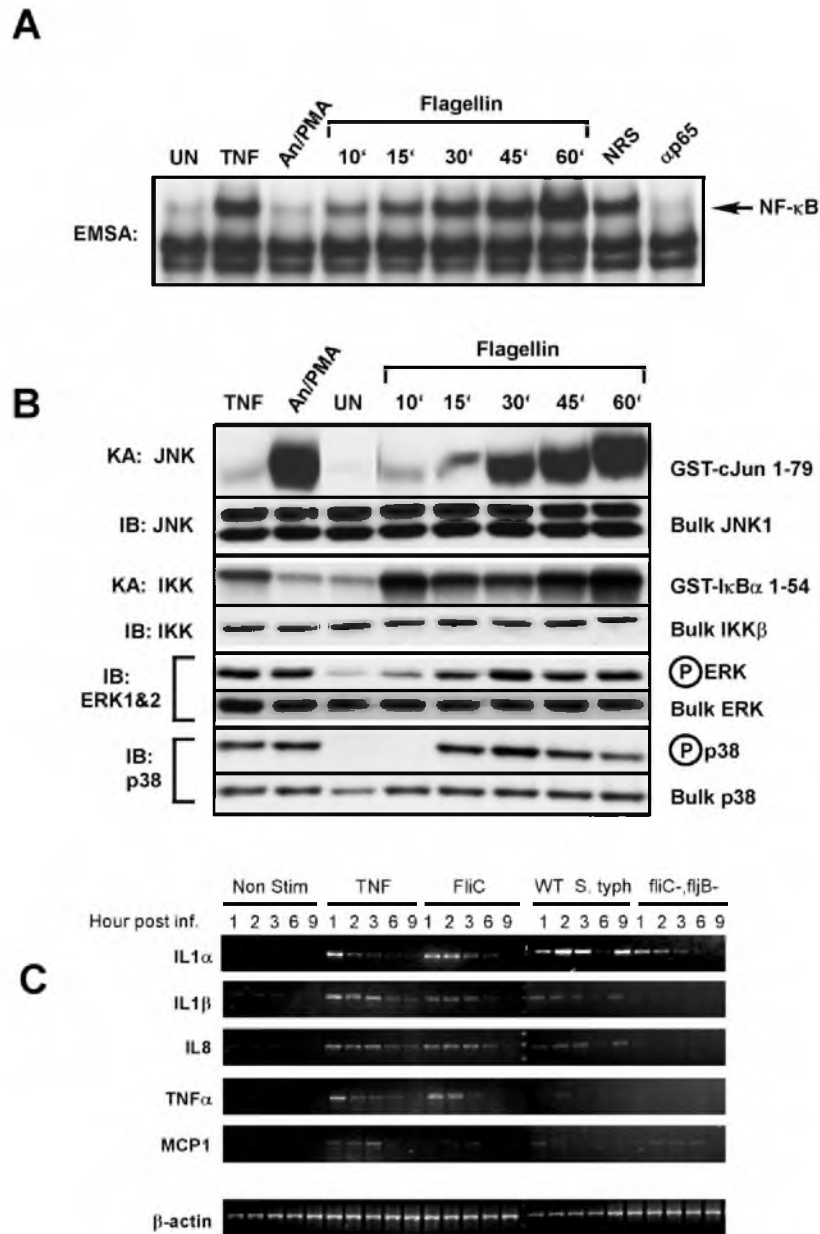 A
Flagellin
UN TNF An/PMA 10‘ 15‘ 30‘ 45‘ 60‘ NRS αp65
EMSA:
NF-κB
B
Flagellin
TNF An/PMA UN 10‘ 15‘ 30‘ 45‘ 60‘
KA: JNK GST-cJun 1-79
IB: JNK Bulk JNK1
KA: IKK GST-IκBα 1-54
IB: IKK Bulk IKKβ
IB: ERK1&2
P ERK
Bulk ERK
IB: p38
P p38
Bulk p38
C
Non Stim TNF FliC WT S. typh fliC-,fljB-
Hour post inf. 1 2 3 6 9 1 2 3 6 9 1 2 3 6 9 1 2 3 6 9 1 2 3 6 9
IL1α
IL1β
IL8
TNFα
MCP1
β-actin